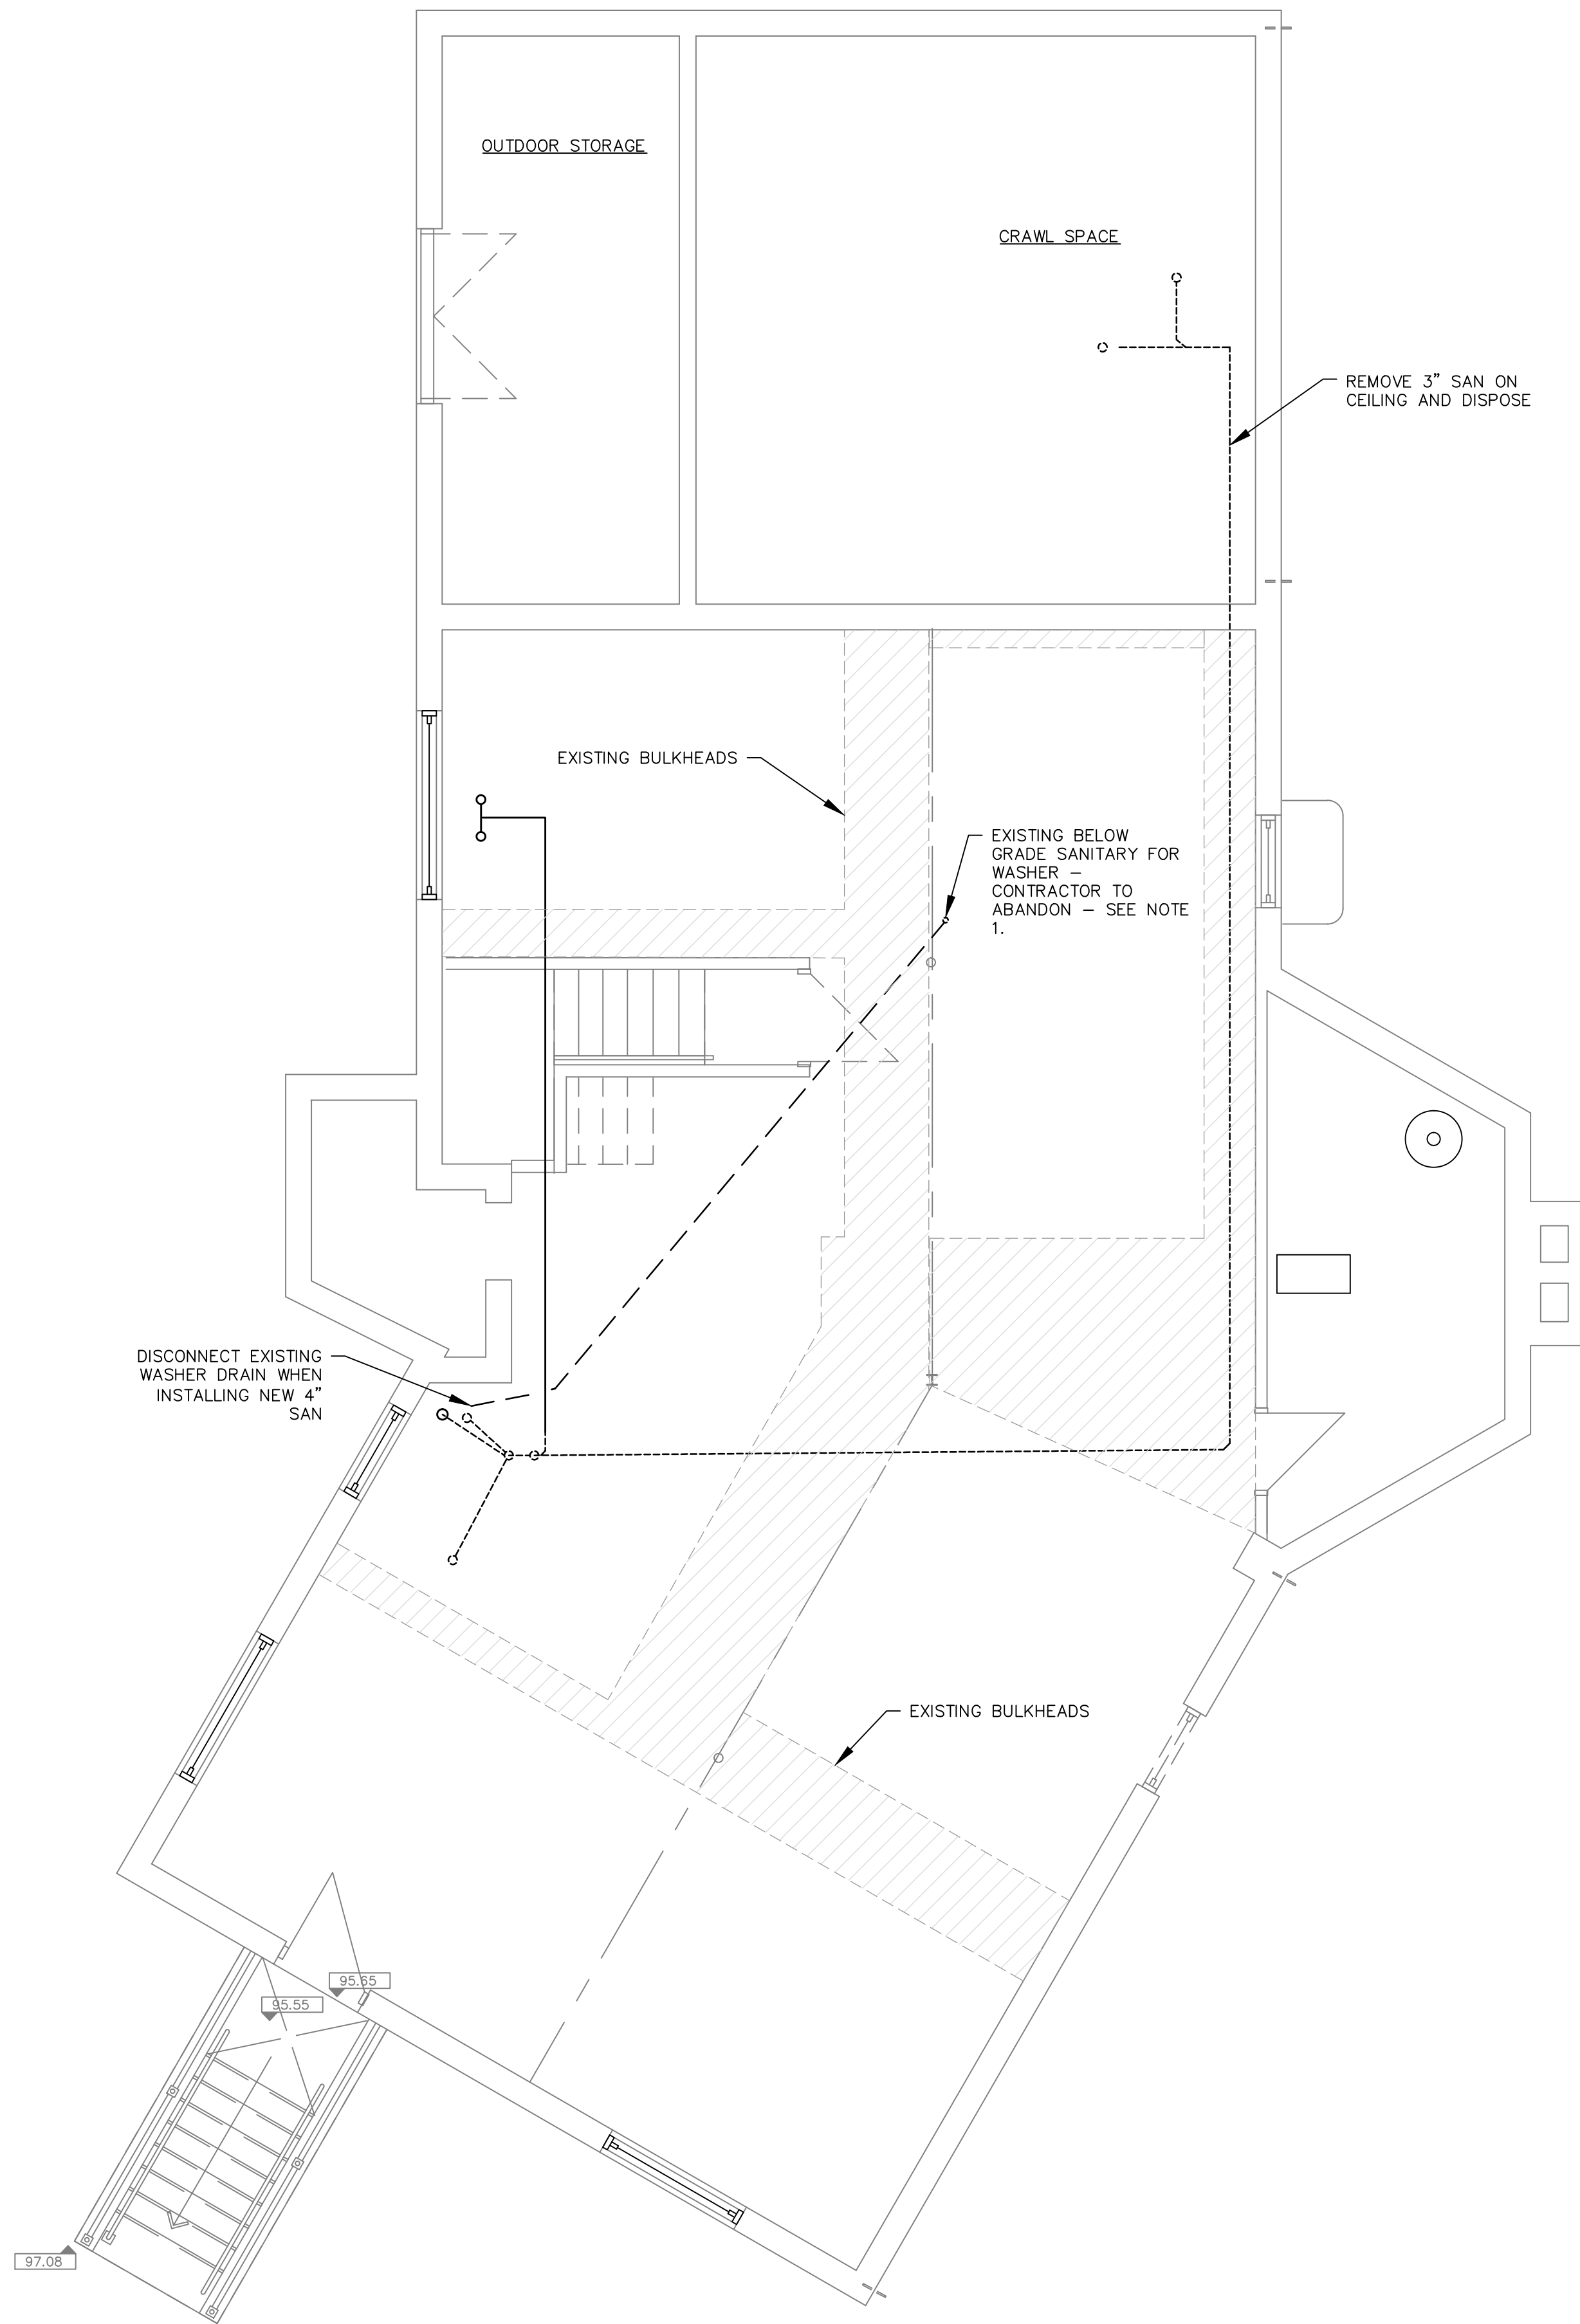 OUTDOOR STORAGE
CRAWL SPACE
REMOVE 3" SAN ON
CEILING AND DISPOSE
EXISTING BULKHEADS
EXISTING BELOW
GRADE SANITARY FOR
WASHER –
CONTRACTOR TO
ABANDON – SEE NOTE
1.
DISCONNECT EXISTING
WASHER DRAIN WHEN
INSTALLING NEW 4"
SAN
EXISTING BULKHEADS
95.65
95.55
97.08